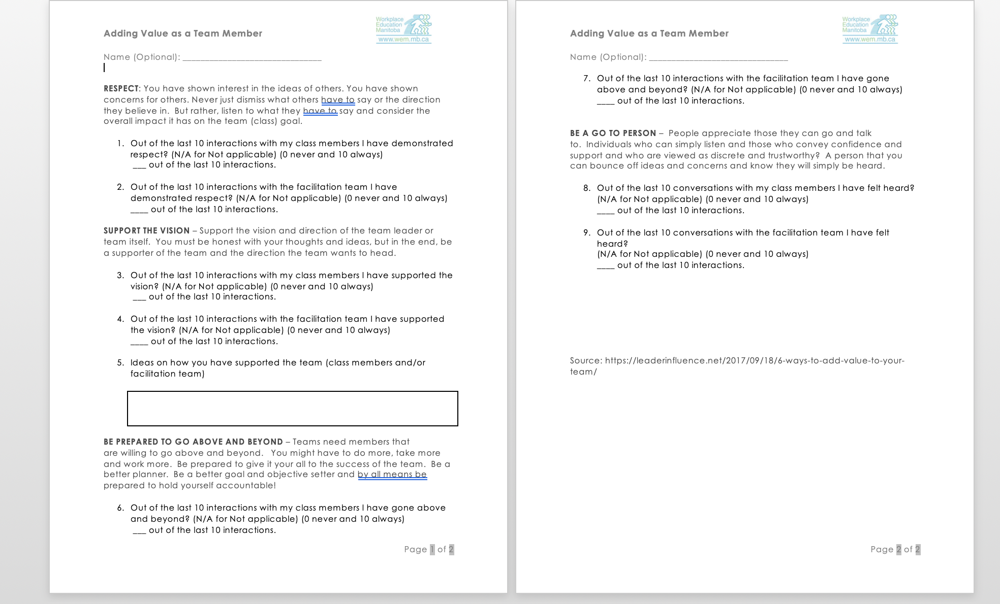 Workplace
Education
Manitoba
www.wem.mb.ca
Adding Value as a Team Member
Name (Optional): _______________________________
RESPECT: You have shown interest in the ideas of others. You have shown
concerns for others. Never just dismiss what others have to say or the direction
they believe in.  But rather, listen to what they have to say and consider the
overall impact it has on the team (class) goal.
1. Out of the last 10 interactions with my class members I have demonstrated
respect? (N/A for Not applicable) (0 never and 10 always)
___ out of the last 10 interactions.
2. Out of the last 10 interactions with the facilitation team I have
demonstrated respect? (N/A for Not applicable) (0 never and 10 always)
____ out of the last 10 interactions.
SUPPORT THE VISION – Support the vision and direction of the team leader or
team itself.  You must be honest with your thoughts and ideas, but in the end, be
a supporter of the team and the direction the team wants to head.
3. Out of the last 10 interactions with my class members I have supported the
vision? (N/A for Not applicable) (0 never and 10 always)
___ out of the last 10 interactions.
4. Out of the last 10 interactions with the facilitation team I have supported
the vision? (N/A for Not applicable) (0 never and 10 always)
____ out of the last 10 interactions.
5. Ideas on how you have supported the team (class members and/or
facilitation team)
BE PREPARED TO GO ABOVE AND BEYOND – Teams need members that
are willing to go above and beyond.   You might have to do more, take more
and work more.  Be prepared to give it your all to the success of the team.  Be a
better planner.  Be a better goal and objective setter and by all means be
prepared to hold yourself accountable!
6. Out of the last 10 interactions with my class members I have gone above
and beyond? (N/A for Not applicable) (0 never and 10 always)
___ out of the last 10 interactions.
Page 1 of 2
Workplace
Education
Manitoba
www.wem.mb.ca
Adding Value as a Team Member
Name (Optional): _______________________________
7. Out of the last 10 interactions with the facilitation team I have gone
above and beyond? (N/A for Not applicable) (0 never and 10 always)
____ out of the last 10 interactions.
BE A GO TO PERSON –  People appreciate those they can go and talk
to.  Individuals who can simply listen and those who convey confidence and
support and who are viewed as discrete and trustworthy?  A person that you
can bounce off ideas and concerns and know they will simply be heard.
8. Out of the last 10 conversations with my class members I have felt heard?
(N/A for Not applicable) (0 never and 10 always)
____ out of the last 10 interactions.
9. Out of the last 10 conversations with the facilitation team I have felt
heard?
(N/A for Not applicable) (0 never and 10 always)
____ out of the last 10 interactions.
Source: https://leaderinfluence.net/2017/09/18/6-ways-to-add-value-to-your-
team/
Page 2 of 2